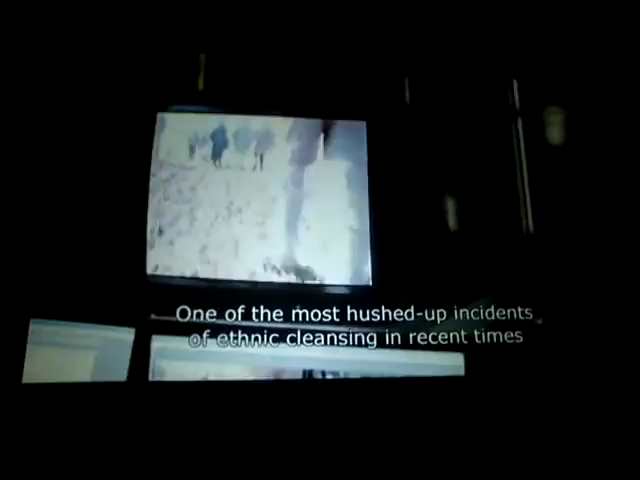 One of the most hushed-up incidents
of ethnic cleansing in recent times